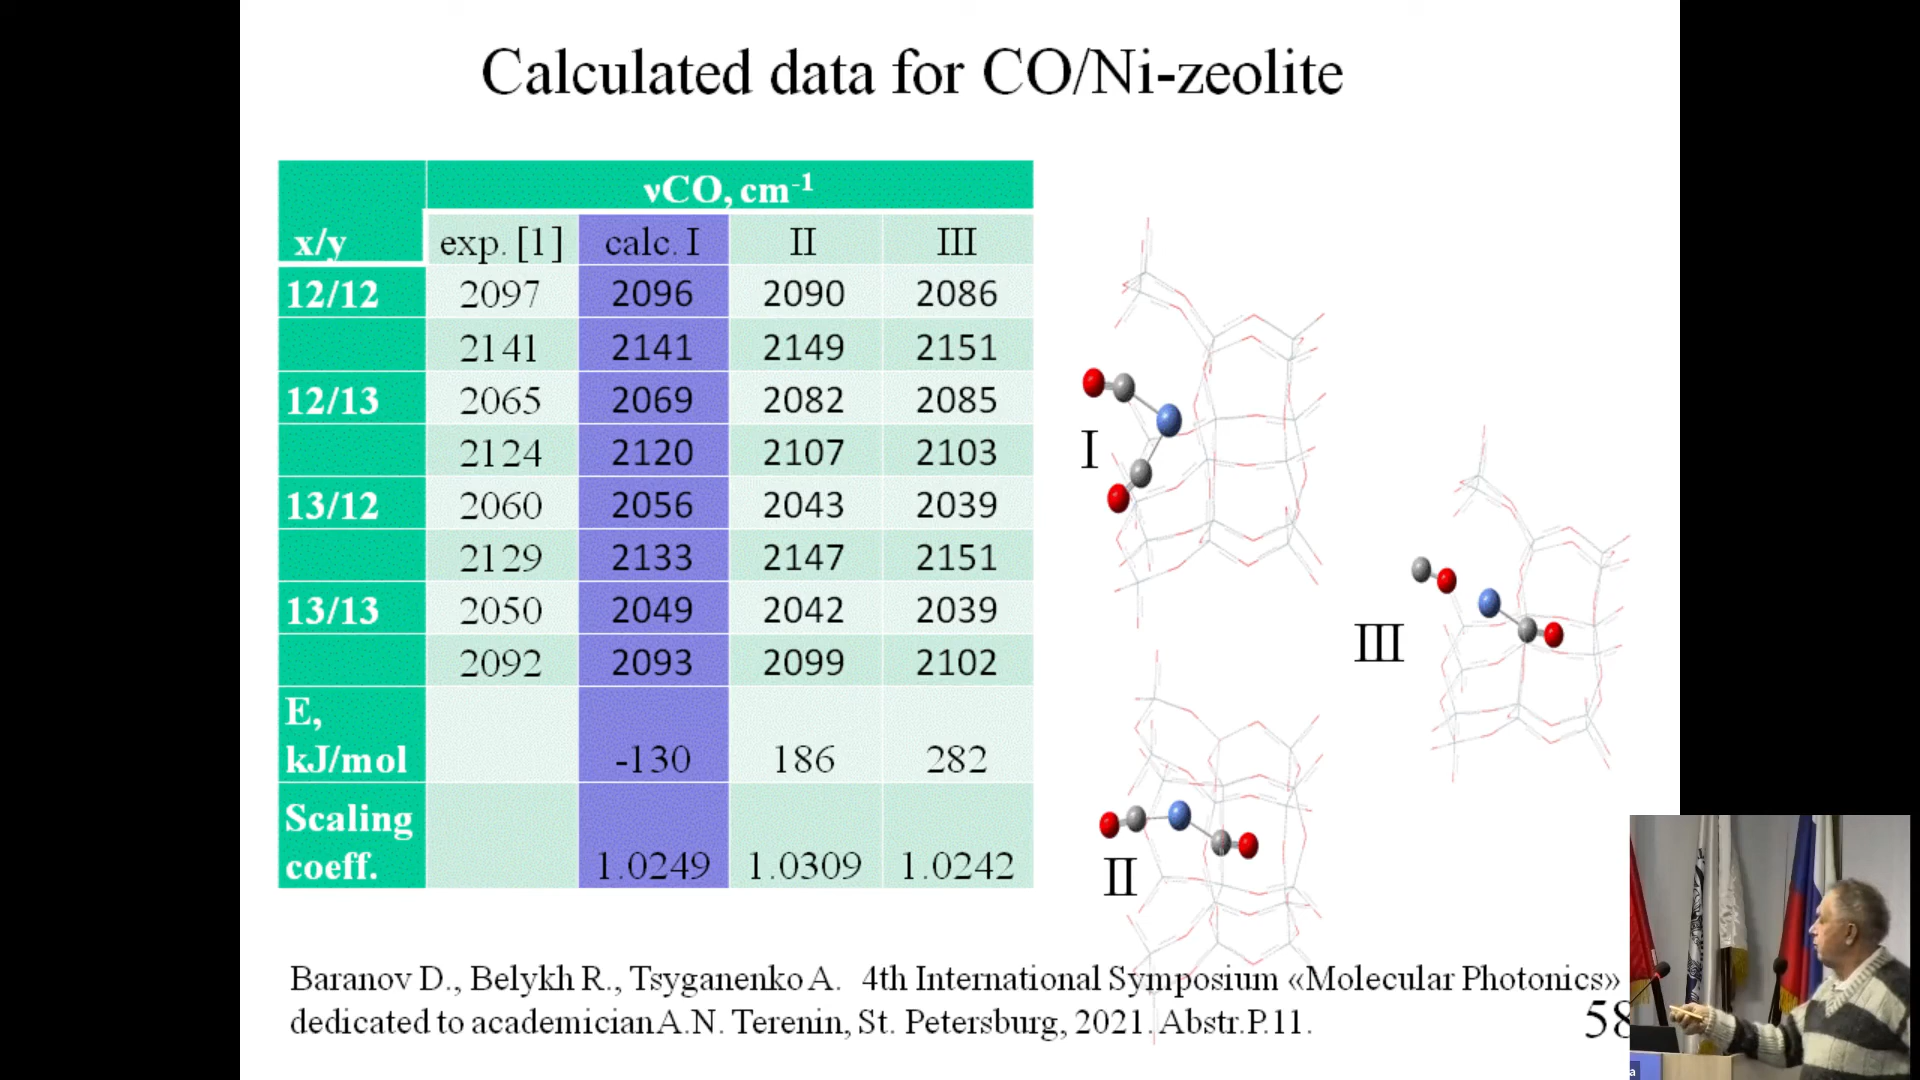 Calculated data for CO/Ni-zeolite
x/y νCO, cm-1
exp. [1] calc. I II III
12/12 2097 2096 2090 2086
2141 2141 2149 2151
12/13 2065 2069 2082 2085
2124 2120 2107 2103
13/12 2060 2056 2043 2039
2129 2133 2147 2151
13/13 2050 2049 2042 2039
2092 2093 2099 2102
E,
kJ/mol -130 186 282
Scaling
coeff. 1.0249 1.0309 1.0242
I
III
II
Baranov D., Belykh R., Tsyganenko A. 4th International Symposium «Molecular Photonics»
dedicated to academician A.N. Terenin, St. Petersburg, 2021. Abstr.P.11.
58
a